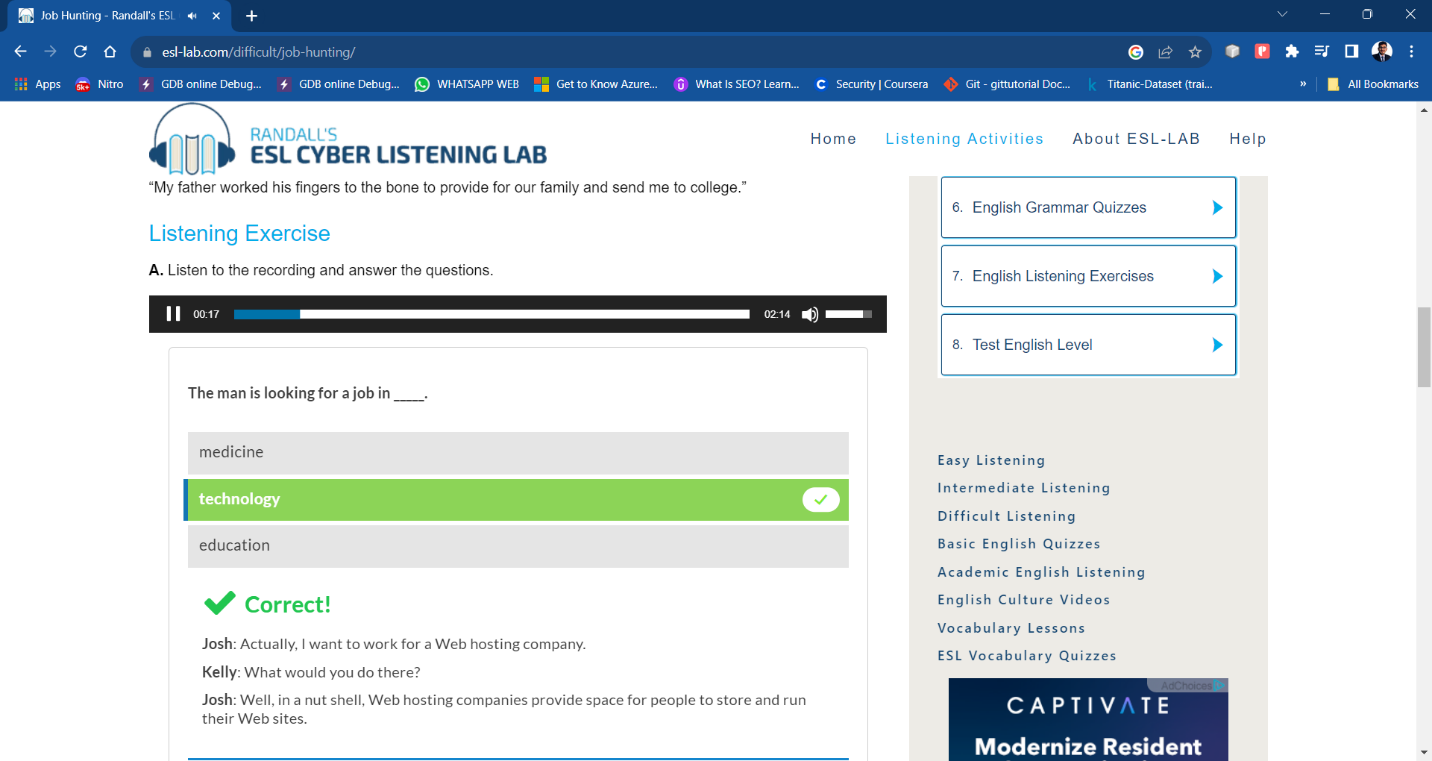 Job Hunting - Randall's ESL
esl-lab.com/difficult/job-hunting/
Apps
5k+
Nitro
GDB online Debug...
GDB online Debug...
WHATSAPP WEB
Get to Know Azure...
What Is SEO? Learn...
Security | Coursera
Git - gittutorial Doc...
Titanic-Dataset (trai...
»
All Bookmarks
RANDALL'S
ESL CYBER LISTENING LAB
Home
Listening Activities
About ESL-LAB
Help
“My father worked his fingers to the bone to provide for our family and send me to college.”
Listening Exercise
A. Listen to the recording and answer the questions.
00:17
02:14
The man is looking for a job in _____.
medicine
technology
education
Correct!
Josh: Actually, I want to work for a Web hosting company.
Kelly: What would you do there?
Josh: Well, in a nut shell, Web hosting companies provide space for people to store and run
their Web sites.
6. English Grammar Quizzes
7. English Listening Exercises
8. Test English Level
Easy Listening
Intermediate Listening
Difficult Listening
Basic English Quizzes
Academic English Listening
English Culture Videos
Vocabulary Lessons
ESL Vocabulary Quizzes
AdChoices
CAPTIVATE
Modernize Resident